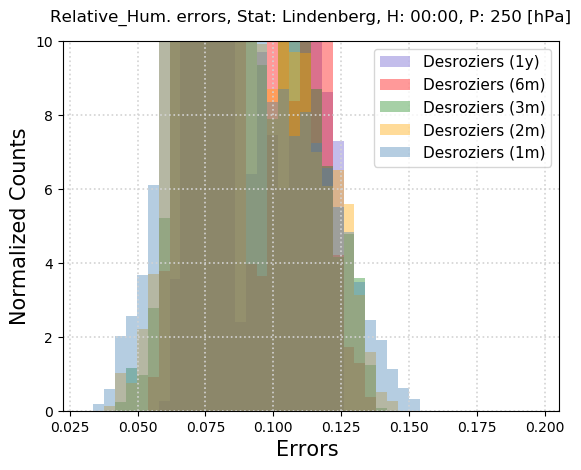 Relative_Hum. errors, Stat: Lindenberg, H: 00:00, P: 250 [hPa]
Desroziers (1y)
Desroziers (6m)
Desroziers (3m)
Desroziers (2m)
Desroziers (1m)
Normalized Counts
10
8
6
4
2
0
0.025 0.050 0.075 0.100 0.125 0.150 0.175 0.200
Errors